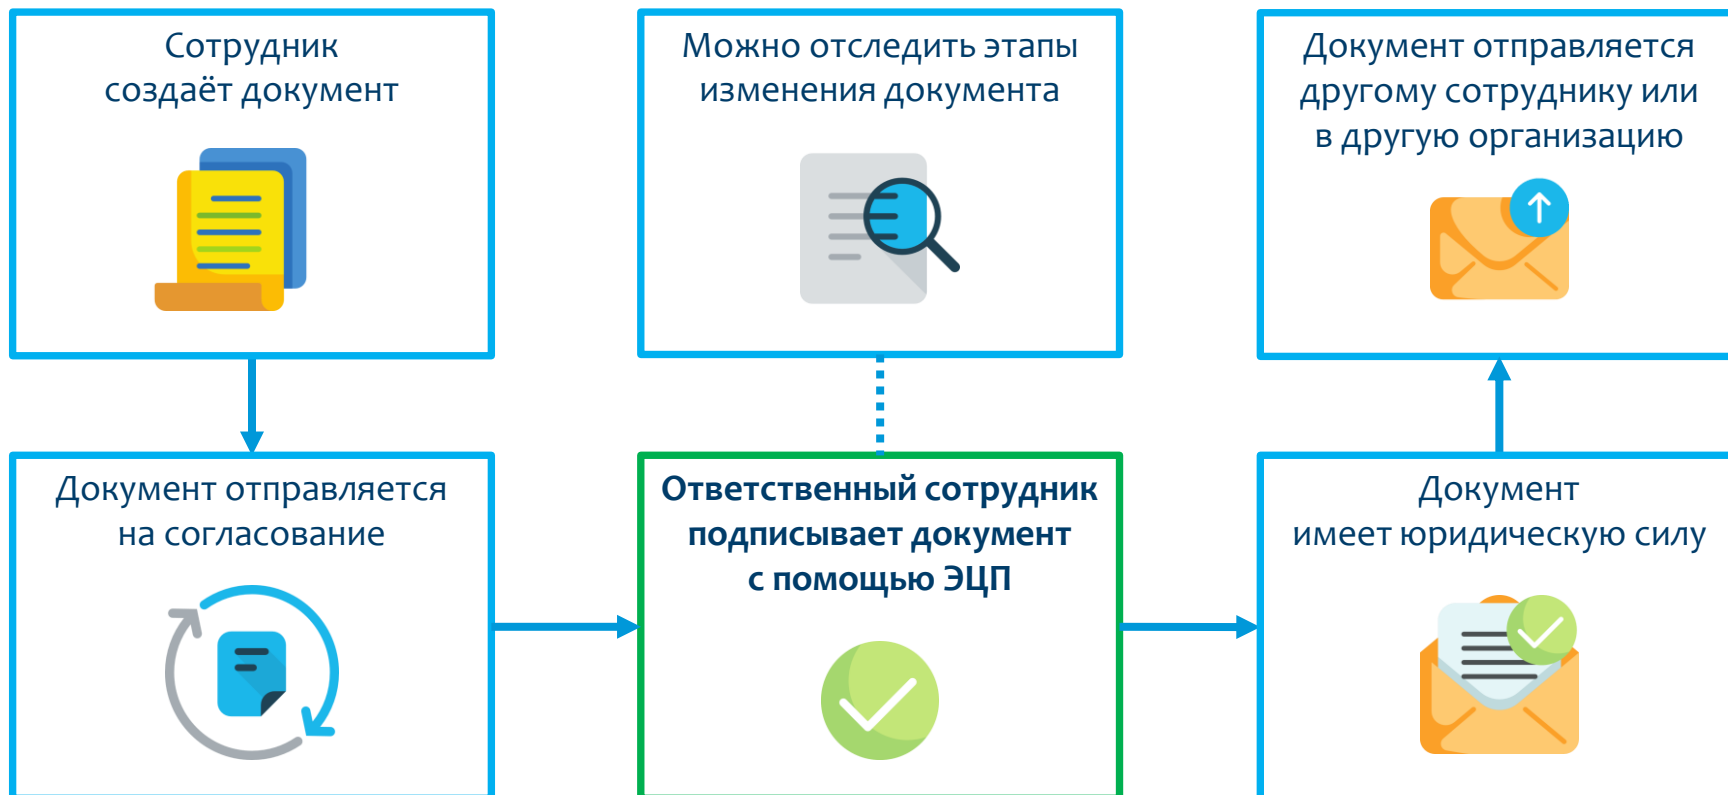 Сотрудник
создаёт документ
Можно отследить этапы
изменения документа
Документ отправляется
другому сотруднику или
в другую организацию
Документ отправляется
на согласование
Ответственный сотрудник
подписывает документ
с помощью ЭЦП
Документ
имеет юридическую силу